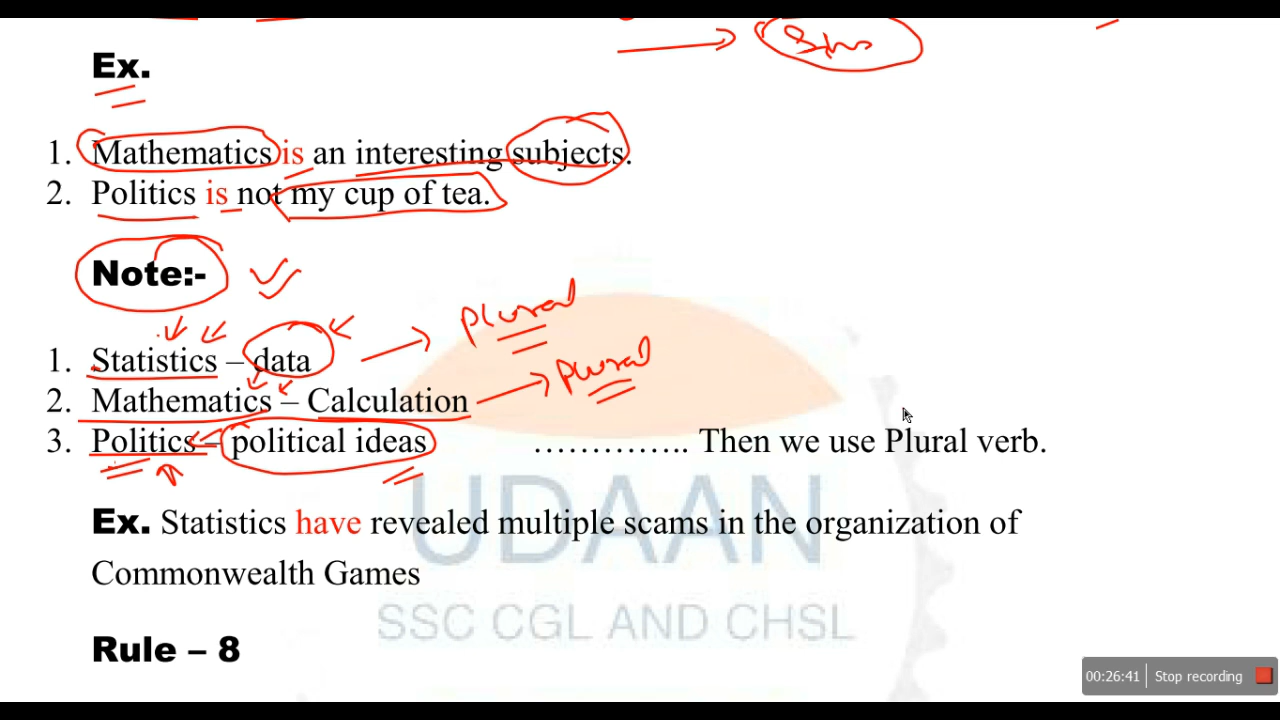 Ex.
1. Mathematics is an interesting subjects.
2. Politics is not my cup of tea.
Note:-
Plural
1. Statistics – data
Plural
2. Mathematics – Calculation
3. Politics – political ideas ………….. Then we use Plural verb.
UDAAN
Ex. Statistics have revealed multiple scams in the organization of
Commonwealth Games
SSC CGL AND CHSL
Rule – 8
00:26:41 Stop recording